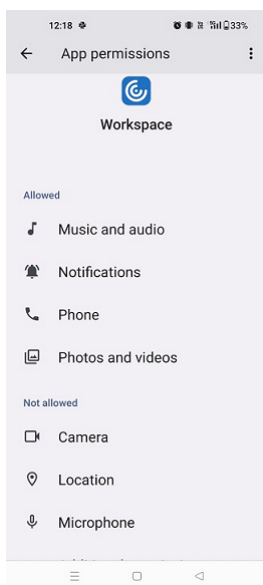 12:18 33%
App permissions
Workspace
Allowed
Music and audio
Notifications
Phone
Photos and videos
Not allowed
Camera
Location
Microphone